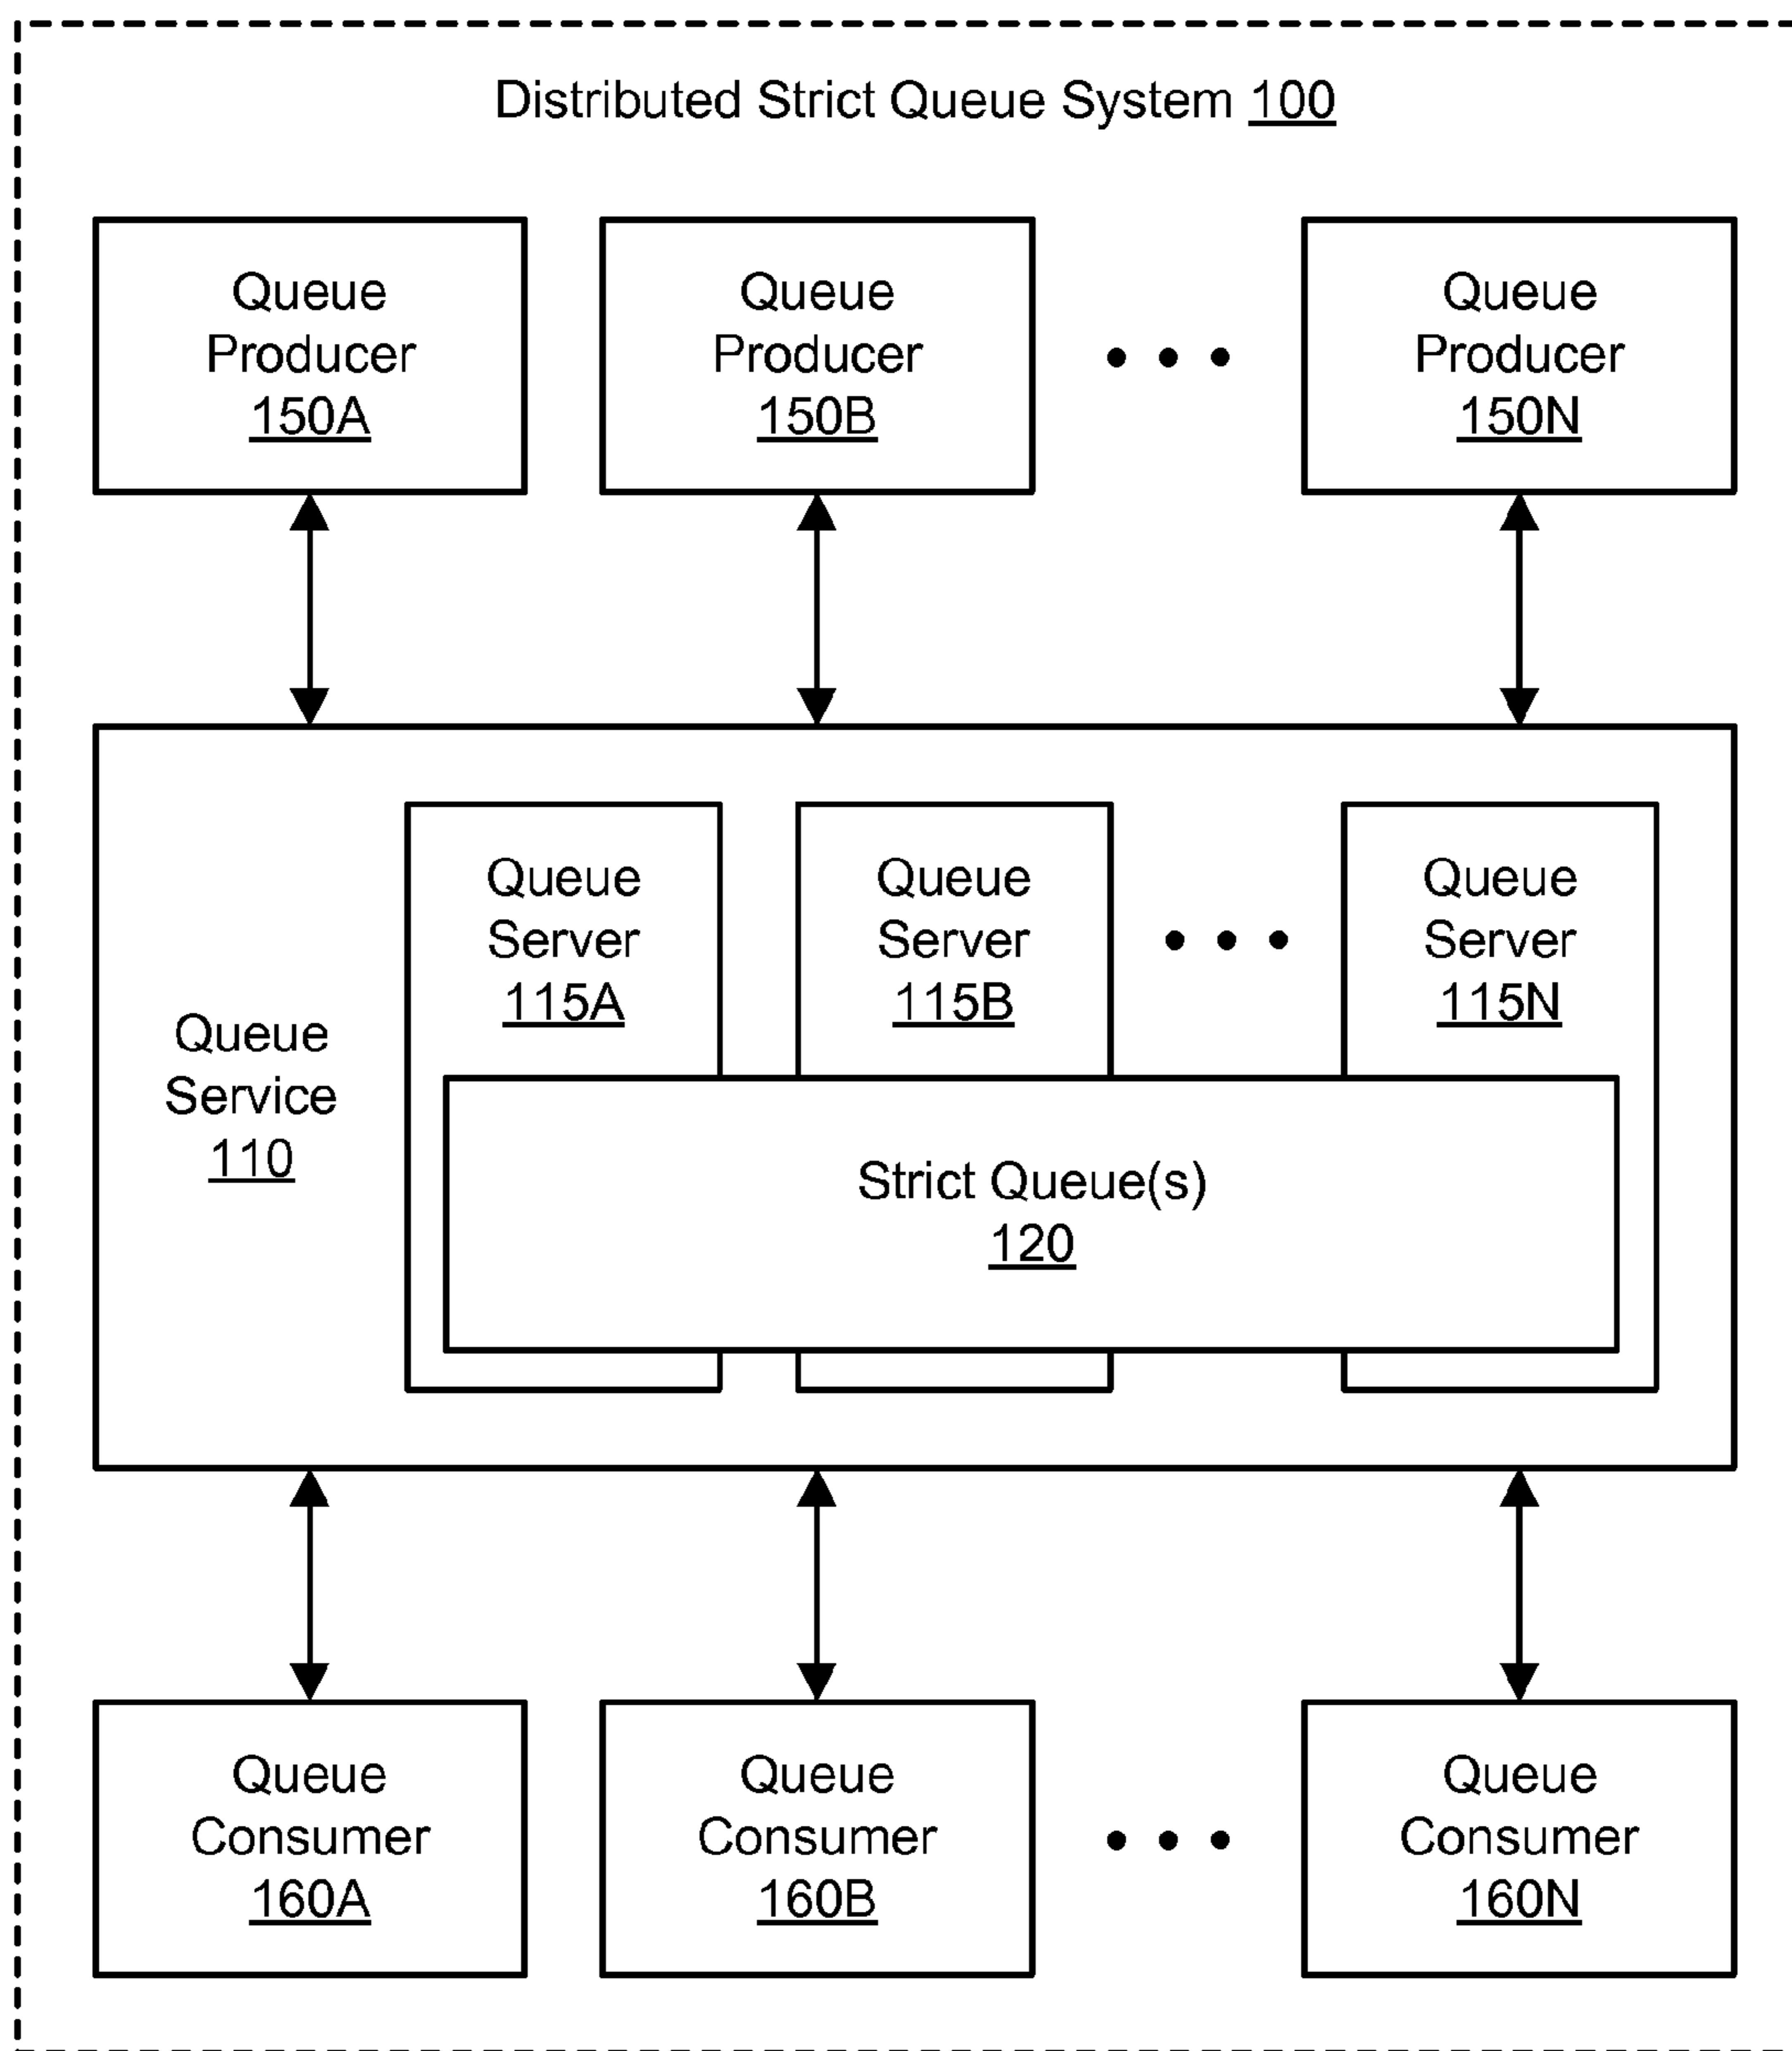 Distributed Strict Queue System 100
Queue
Producer
150A
Queue
Producer
150B
Queue
Producer
150N
Queue
Service
110
Queue
Server
115A
Queue
Server
115B
Queue
Server
115N
Strict Queue(s)
120
Queue
Consumer
160A
Queue
Consumer
160B
Queue
Consumer
160N